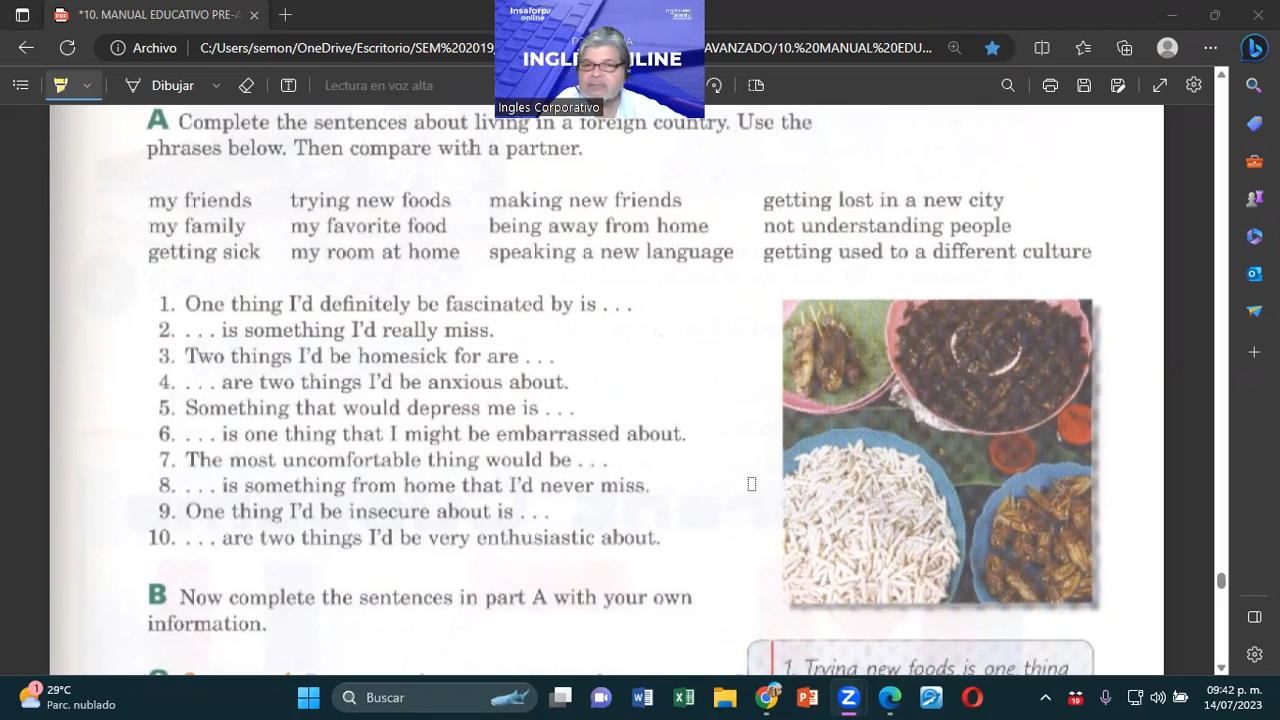 *10. MANUAL EDUCATIVO PRE-A
Archivo C:/Users/semon/OneDrive/Escritorio/SEM%202019, AVANZADO/10.%20MANUAL%20EDU...
Dibujar Lectura en voz alta
Insaforp
online
INGL INE
Ingles Corporativo
A Complete the sentences about living in a foreign country. Use the
phrases below. Then compare with a partner.
my friends trying new foods making new friends getting lost in a new city
my family my favorite food being away from home not understanding people
getting sick my room at home speaking a new language getting used to a different culture
1. One thing I'd definitely be fascinated by is . . .
2. . . . is something I'd really miss.
3. Two things I'd be homesick for are . . .
4. . . . are two things I'd be anxious about.
5. Something that would depress me is . . .
6. . . . is one thing that I might be embarrassed about.
7. The most uncomfortable thing would be . . .
8. . . . is something from home that I'd never miss.
9. One thing I'd be insecure about is . . .
10. . . . are two things I'd be very enthusiastic about.
B Now complete the sentences in part A with your own
information.
1. Trying new foods is one thing
29°C
Parc. nublado
Buscar
09:42 p. m.
14/07/2023